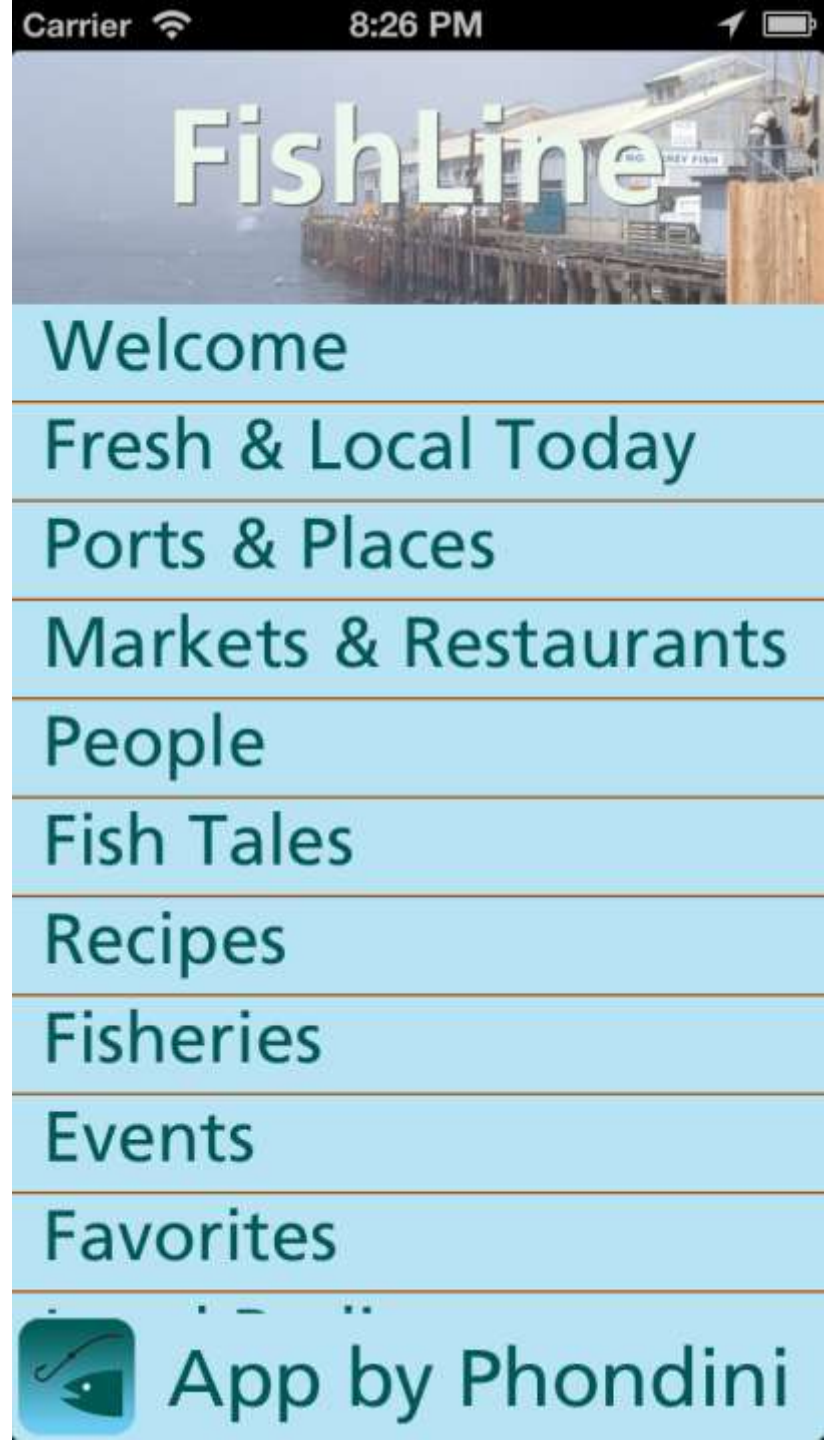 Carrier 8:26 PM
FishLine
Welcome
Fresh & Local Today
Ports & Places
Markets & Restaurants
People
Fish Tales
Recipes
Fisheries
Events
Favorites
App by Phondini